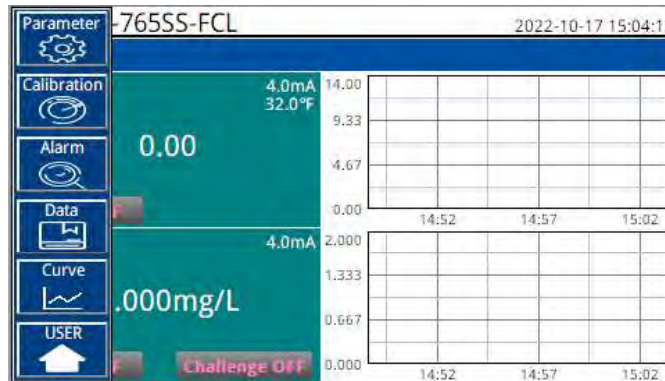 Parameter
-765SS-FCL
2022-10-17 15:04:1
Calibration
4.0mA
32.0°F
0.00
Alarm
Data
F
4.0mA
Curve
.000mg/L
USER
F
Challenge OFF
14.00
9.33
4.67
0.00
14:52
14:57
15:02
2.000
1.333
0.667
0.000
14:52
14:57
15:02